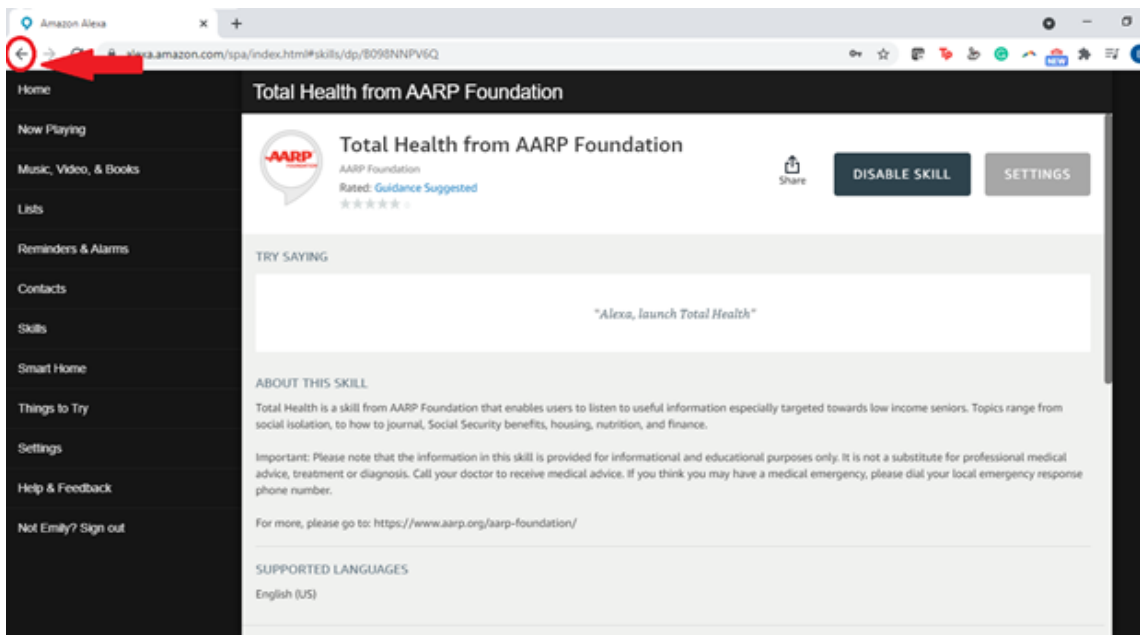 Amazon Alexa
alexa.amazon.com/spa/index.html#skills/dp/B098NNPV6Q
NEW
Home
Now Playing
Music, Video, & Books
Lists
Reminders & Alarms
Contacts
Skills
Smart Home
Things to Try
Settings
Help & Feedback
Not Emily? Sign out
Total Health from AARP Foundation
AARP
FOUNDATION
Total Health from AARP Foundation
AARP Foundation
Rated: Guidance Suggested
Share
DISABLE SKILL
SETTINGS
TRY SAYING
"Alexa, launch Total Health"
ABOUT THIS SKILL
Total Health is a skill from AARP Foundation that enables users to listen to useful information especially targeted towards low income seniors. Topics range from
social isolation, to how to journal, Social Security benefits, housing, nutrition, and finance.
Important: Please note that the information in this skill is provided for informational and educational purposes only. It is not a substitute for professional medical
advice, treatment or diagnosis. Call your doctor to receive medical advice. If you think you may have a medical emergency, please dial your local emergency response
phone number.
For more, please go to: https://www.aarp.org/aarp-foundation/
SUPPORTED LANGUAGES
English (US)